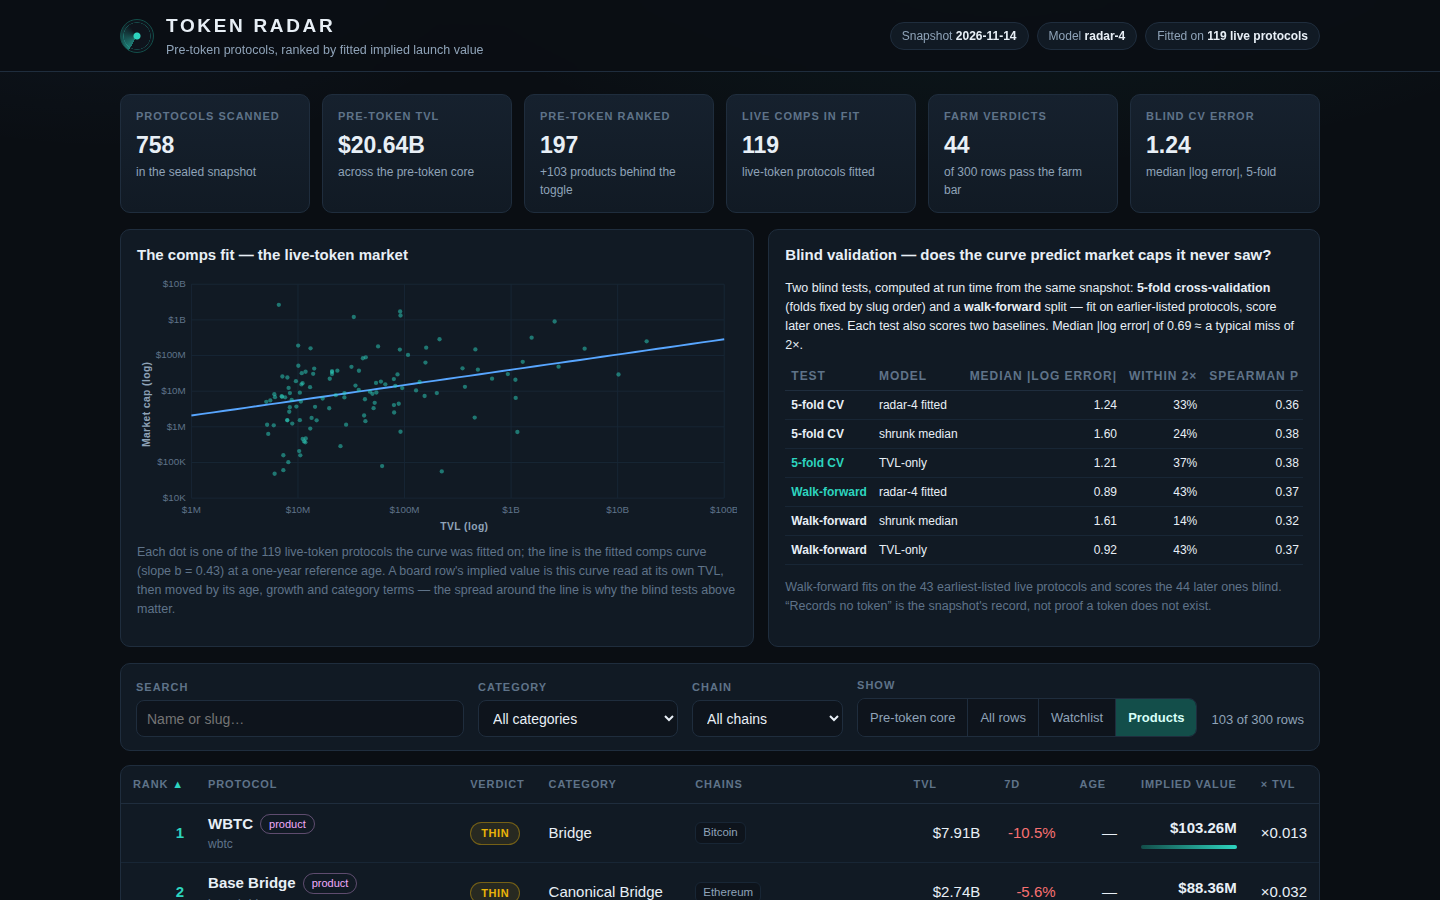 TOKEN RADAR
Pre-token protocols, ranked by fitted implied launch value
Snapshot 2026-11-14
Model radar-4
Fitted on 119 live protocols
PROTOCOLS SCANNED
758
in the sealed snapshot
PRE-TOKEN TVL
$20.64B
across the pre-token core
PRE-TOKEN RANKED
197
+103 products behind the
toggle
LIVE COMPS IN FIT
119
live-token protocols fitted
FARM VERDICTS
44
of 300 rows pass the farm
bar
BLIND CV ERROR
1.24
median |log error|, 5-fold
The comps fit — the live-token market
$10B
$1B
$100M
$10M
$1M
$100K
$10K
Market cap (log)
$1M
$10M
$100M
$1B
$10B
$100B
TVL (log)
Each dot is one of the 119 live-token protocols the curve was fitted on; the line is the fitted comps curve
(slope b = 0.43) at a one-year reference age. A board row's implied value is this curve read at its own TVL,
then moved by its age, growth and category terms — the spread around the line is why the blind tests above
matter.
Blind validation — does the curve predict market caps it never saw?
Two blind tests, computed at run time from the same snapshot: 5-fold cross-validation
(folds fixed by slug order) and a walk-forward split — fit on earlier-listed protocols, score
later ones. Each test also scores two baselines. Median |log error| of 0.69 ≈ a typical miss of
2×.
TEST MODEL MEDIAN |LOG ERROR| WITHIN 2× SPEARMAN Ρ
5-fold CV radar-4 fitted 1.24 33% 0.36
5-fold CV shrunk median 1.60 24% 0.38
5-fold CV TVL-only 1.21 37% 0.38
Walk-forward radar-4 fitted 0.89 43% 0.37
Walk-forward shrunk median 1.61 14% 0.32
Walk-forward TVL-only 0.92 43% 0.37
Walk-forward fits on the 43 earliest-listed live protocols and scores the 44 later ones blind.
“Records no token” is the snapshot's record, not proof a token does not exist.
SEARCH
Name or slug…
CATEGORY
All categories
CHAIN
All chains
SHOW
Pre-token core
All rows
Watchlist
Products
103 of 300 rows
RANK ▲ PROTOCOL VERDICT CATEGORY CHAINS TVL 7D AGE IMPLIED VALUE × TVL
1 WBTC product THIN Bridge Bitcoin $7.91B -10.5% — $103.26M ×0.013
wbtc
2 Base Bridge product THIN Canonical Bridge Ethereum $2.74B -5.6% — $88.36M ×0.032